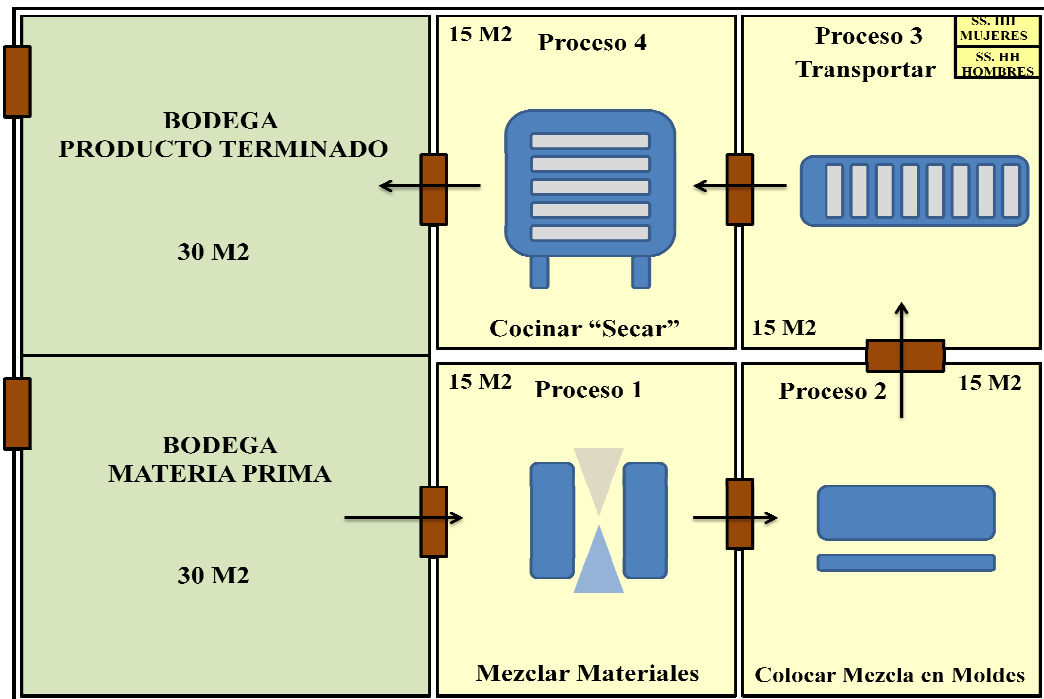 BODEGA
PRODUCTO TERMINADO
30 M2
15 M2
Proceso 4
Cocinar “Secar”
Proceso 3
Transportar
SS. HH
MUJERES
SS. HH
HOMBRES
15 M2
BODEGA
MATERIA PRIMA
30 M2
15 M2
Proceso 1
Mezclar Materiales
Proceso 2
15 M2
Colocar Mezcla en Moldes